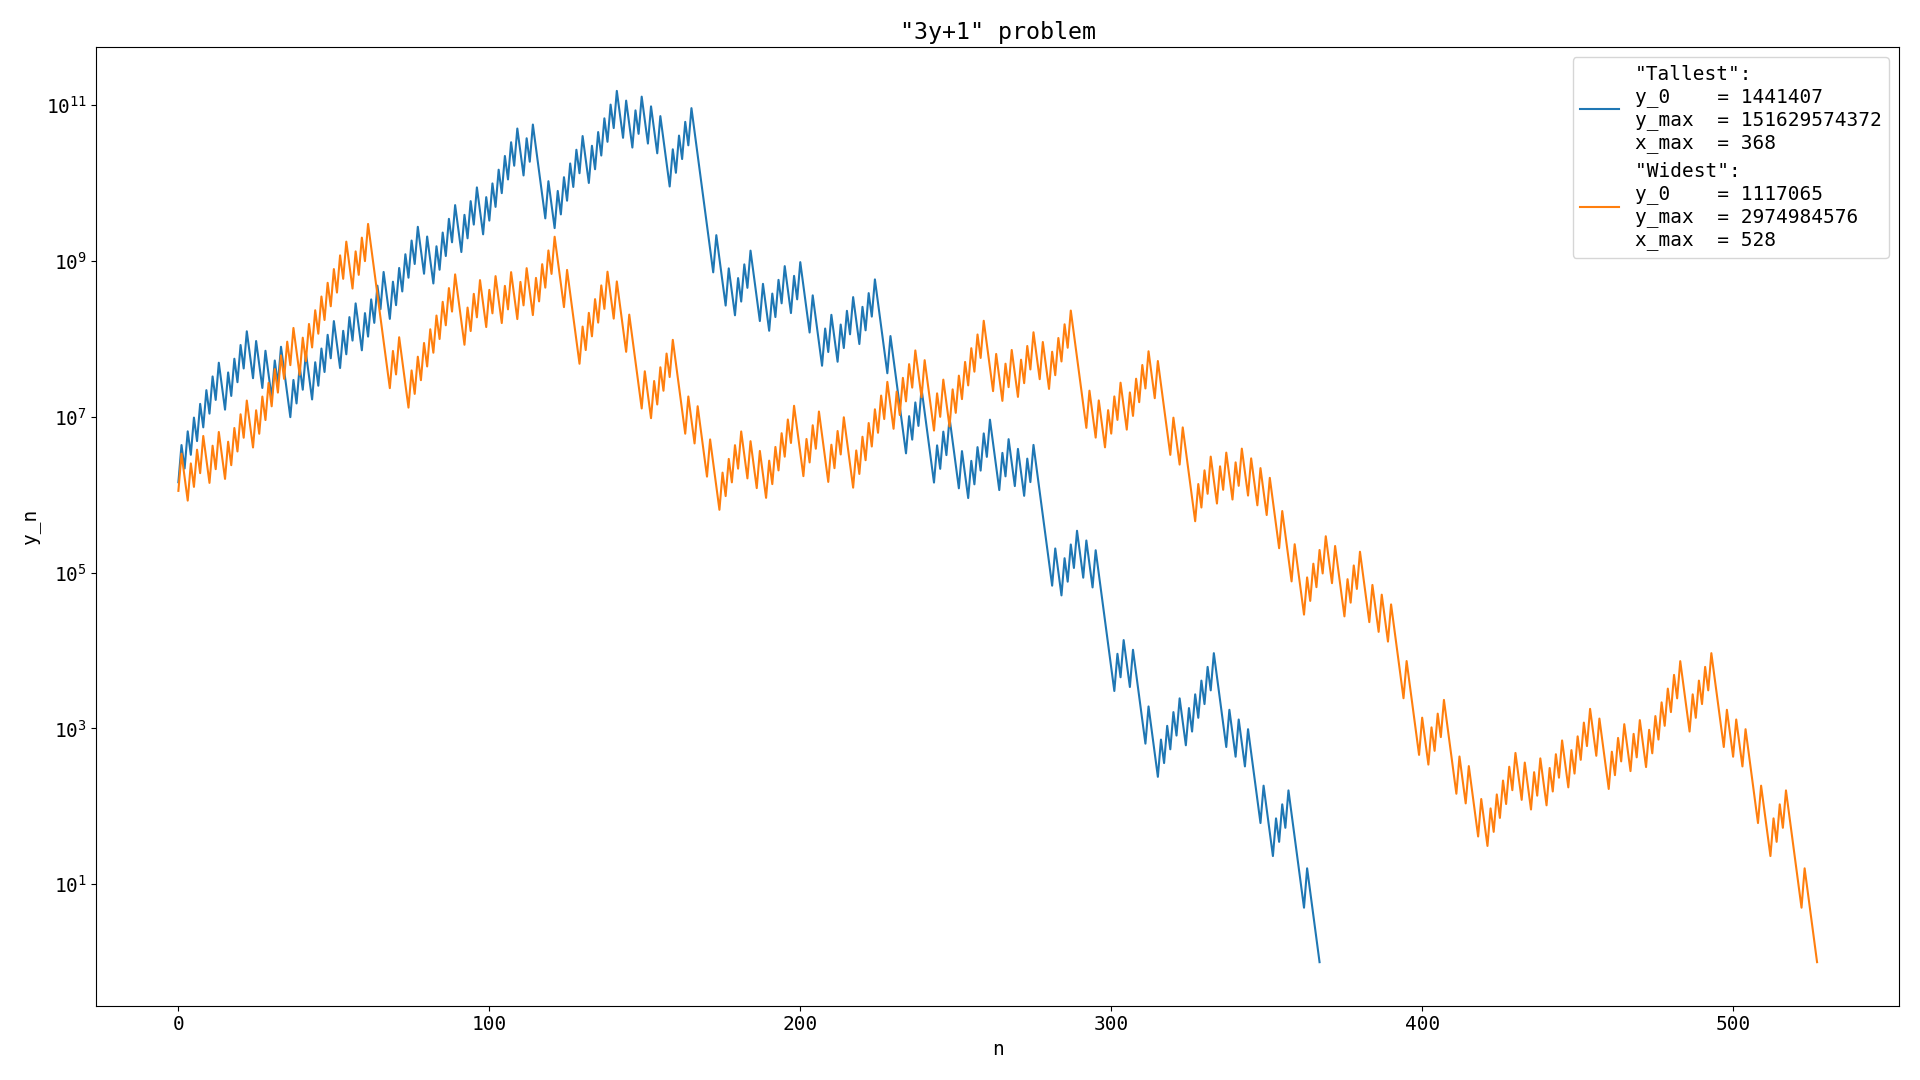 "3y+1" problem
"Tallest":
y_0    = 1441407
y_max  = 151629574372
x_max  = 368
"Widest":
y_0    = 1117065
y_max  = 2974984576
x_max  = 528
10^11
10^9
10^7
10^5
10^3
10^1
y_n
0 100 200 300 400 500
n